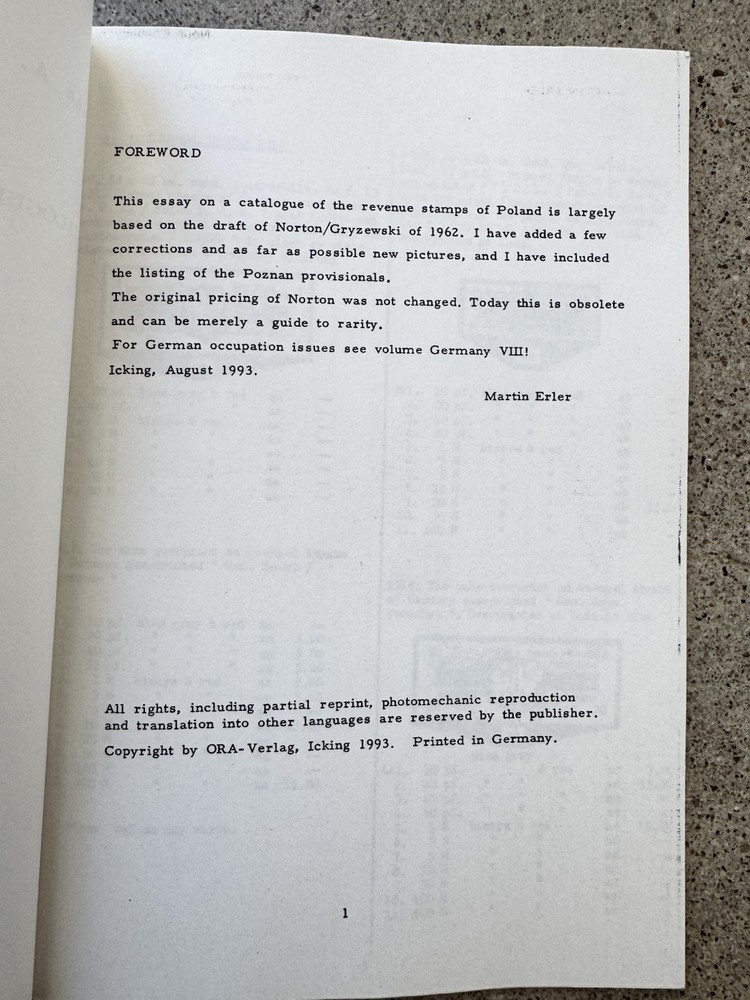 FOREWORD
This essay on a catalogue of the revenue stamps of Poland is largely
based on the draft of Norton/Gryzewski of 1962. I have added a few
corrections and as far as possible new pictures, and I have included
the listing of the Poznan provisionals.
The original pricing of Norton was not changed. Today this is obsolete
and can be merely a guide to rarity.
For German occupation issues see volume Germany VIII!
Icking, August 1993.
Martin Erler
All rights, including partial reprint, photomechanic reproduction
and translation into other languages are reserved by the publisher.
Copyright by ORA-Verlag, Icking 1993. Printed in Germany.
1